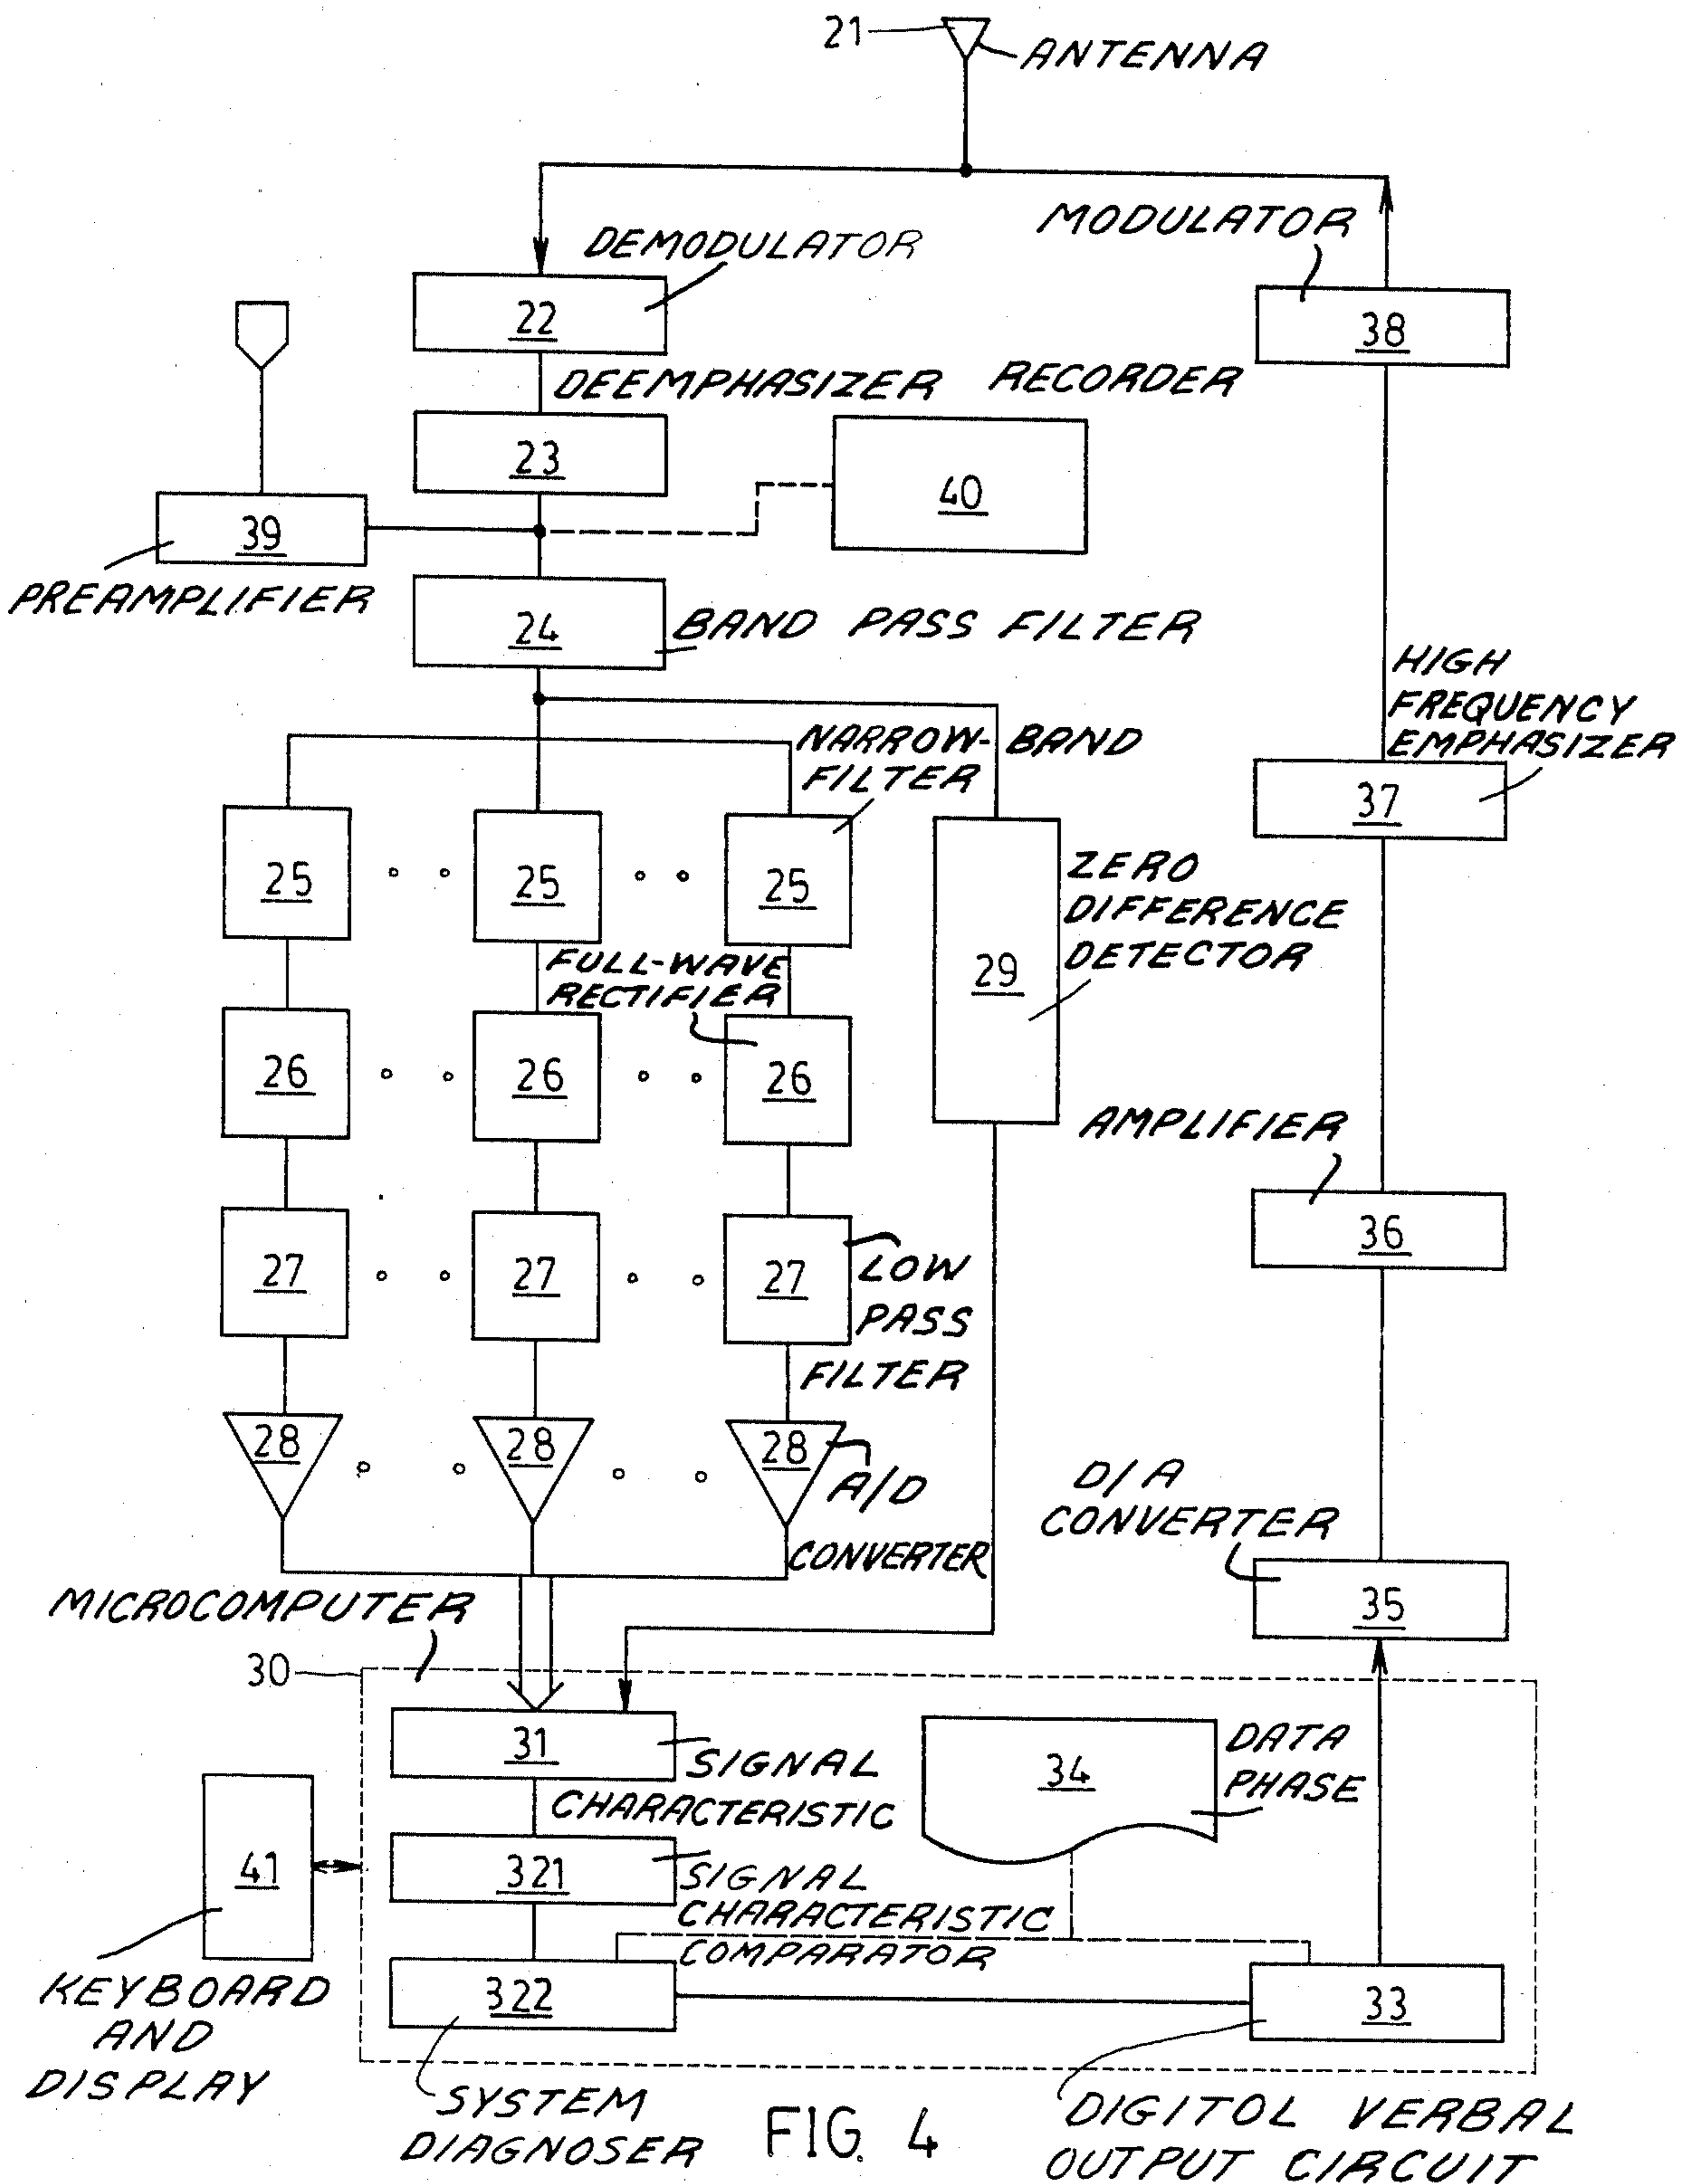 21
ANTENNA
MODULATOR
DEMODULATOR
22
38
DEEMPHASIZER
RECORDER
23
40
39
PREAMPLIFIER
24
BAND PASS FILTER
HIGH
FREQUENCY
EMPHASIZER
NARROW-BAND
FILTER
37
25
25
25
ZERO
DIFFERENCE
DETECTOR
29
FULL-WAVE
RECTIFIER
26
26
26
AMPLIFIER
36
27
27
27
LOW
PASS
FILTER
28
28
28
A/D
CONVERTER
D/A
CONVERTER
35
MICROCOMPUTER
30
31
SIGNAL
CHARACTERISTIC
34
DATA
PHASE
41
321
SIGNAL
CHARACTERISTIC
COMPARATOR
322
33
KEYBOARD
AND
DISPLAY
SYSTEM
DIAGNOSER
FIG. 4
DIGITOL VERBAL
OUTPUT CIRCUIT